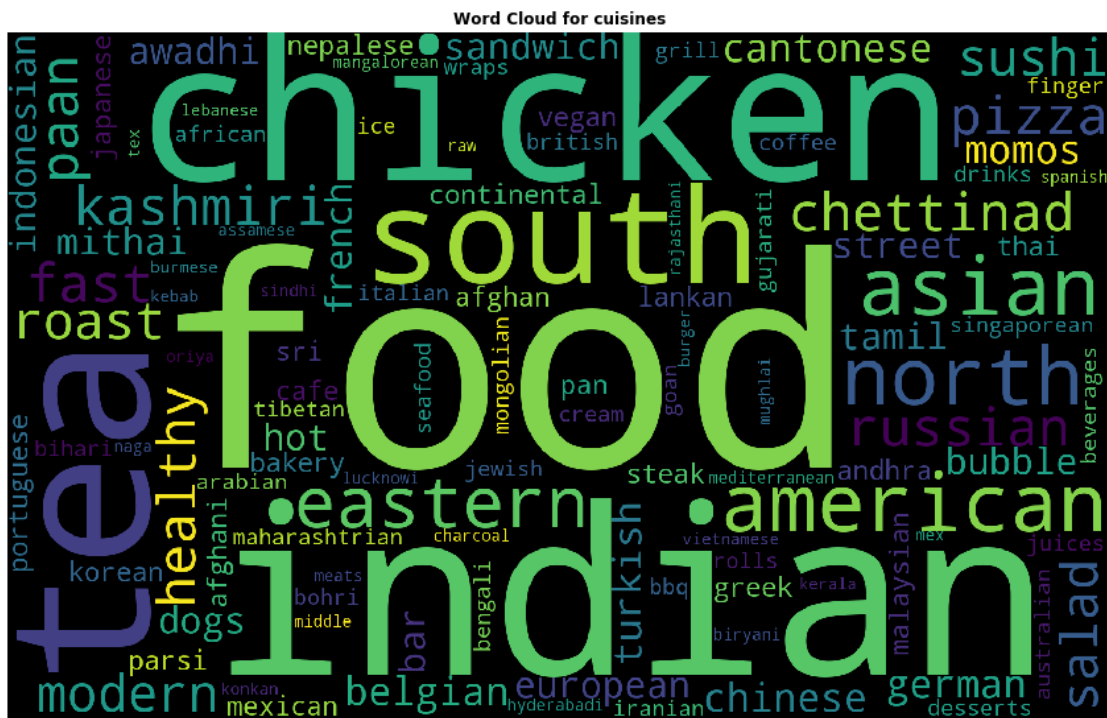 Word Cloud for cuisines
indonesian
paan
awadhi
nepalese
mangalorean
sandwich
wraps
grill
cantonese
sushi
finger
japanese
tex
lebanese
african
chicken
ice
raw
vegan
british
coffee
pizza
momos
drinks
spanish
kashmiri
mithai
assamese
french
continental
south
rajasthani
gujarati
chettinad
street
thai
fast
burmese
kebab
sindhi
italian
afghan
lankan
asian
roast
food
tamil
singaporean
oriya
sri
cafe
tibetan
hot
seafood
mongolian
pan
cream
burger
goan
mughlai
north
russian
beverages
tea
healthy
portuguese
bihari
naga
arabian
bakery
lucknowi
jewish
steak
mediterranean
andhra
bubble
eastern
american
afghani
maharashtrian
charcoal
turkish
vietnamese
mex
juices
korean
dogs
meats
bohri
middle
indian
bar
bengali
bbq
rolls
greek
kerala
biryani
malaysian
australian
salad
parsi
modern
konkan
mexican
belgian
european
hyderabadi
iranian
chinese
german
desserts